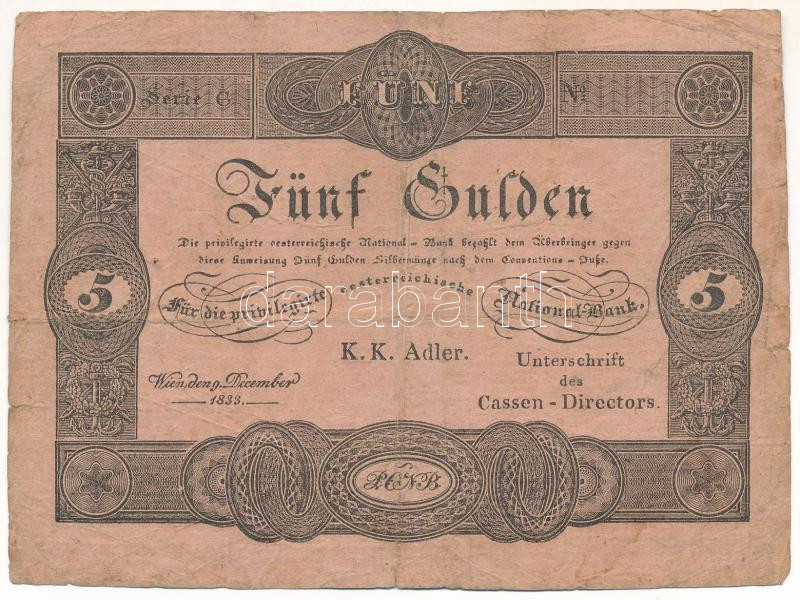 Serie G. FÜNF No.
Fünf Gulden
Die privilegirte oesterreichische National-Bank bezahlt dem Überbringer gegen
diese Anweisung Fünf Gulden Silbermünze nach dem Conventions-Fuße.
5 Für die privilegirte oesterreichische National-Bank. 5
K. K. Adler.
Wien, den 9. December
1833.
Unterschrift
des
Cassen-Directors.
P.Ö.N.B.
darabanth